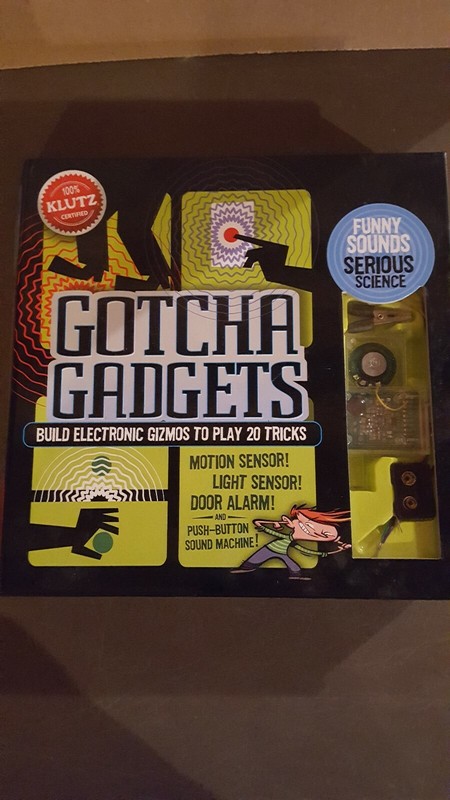 100%
KLUTZ
CERTIFIED
FUNNY
SOUNDS
SERIOUS
SCIENCE
GOTCHA
GADGETS
BUILD ELECTRONIC GIZMOS TO PLAY 20 TRICKS
MOTION SENSOR!
LIGHT SENSOR!
DOOR ALARM!
AND
PUSH-BUTTON
SOUND MACHINE!